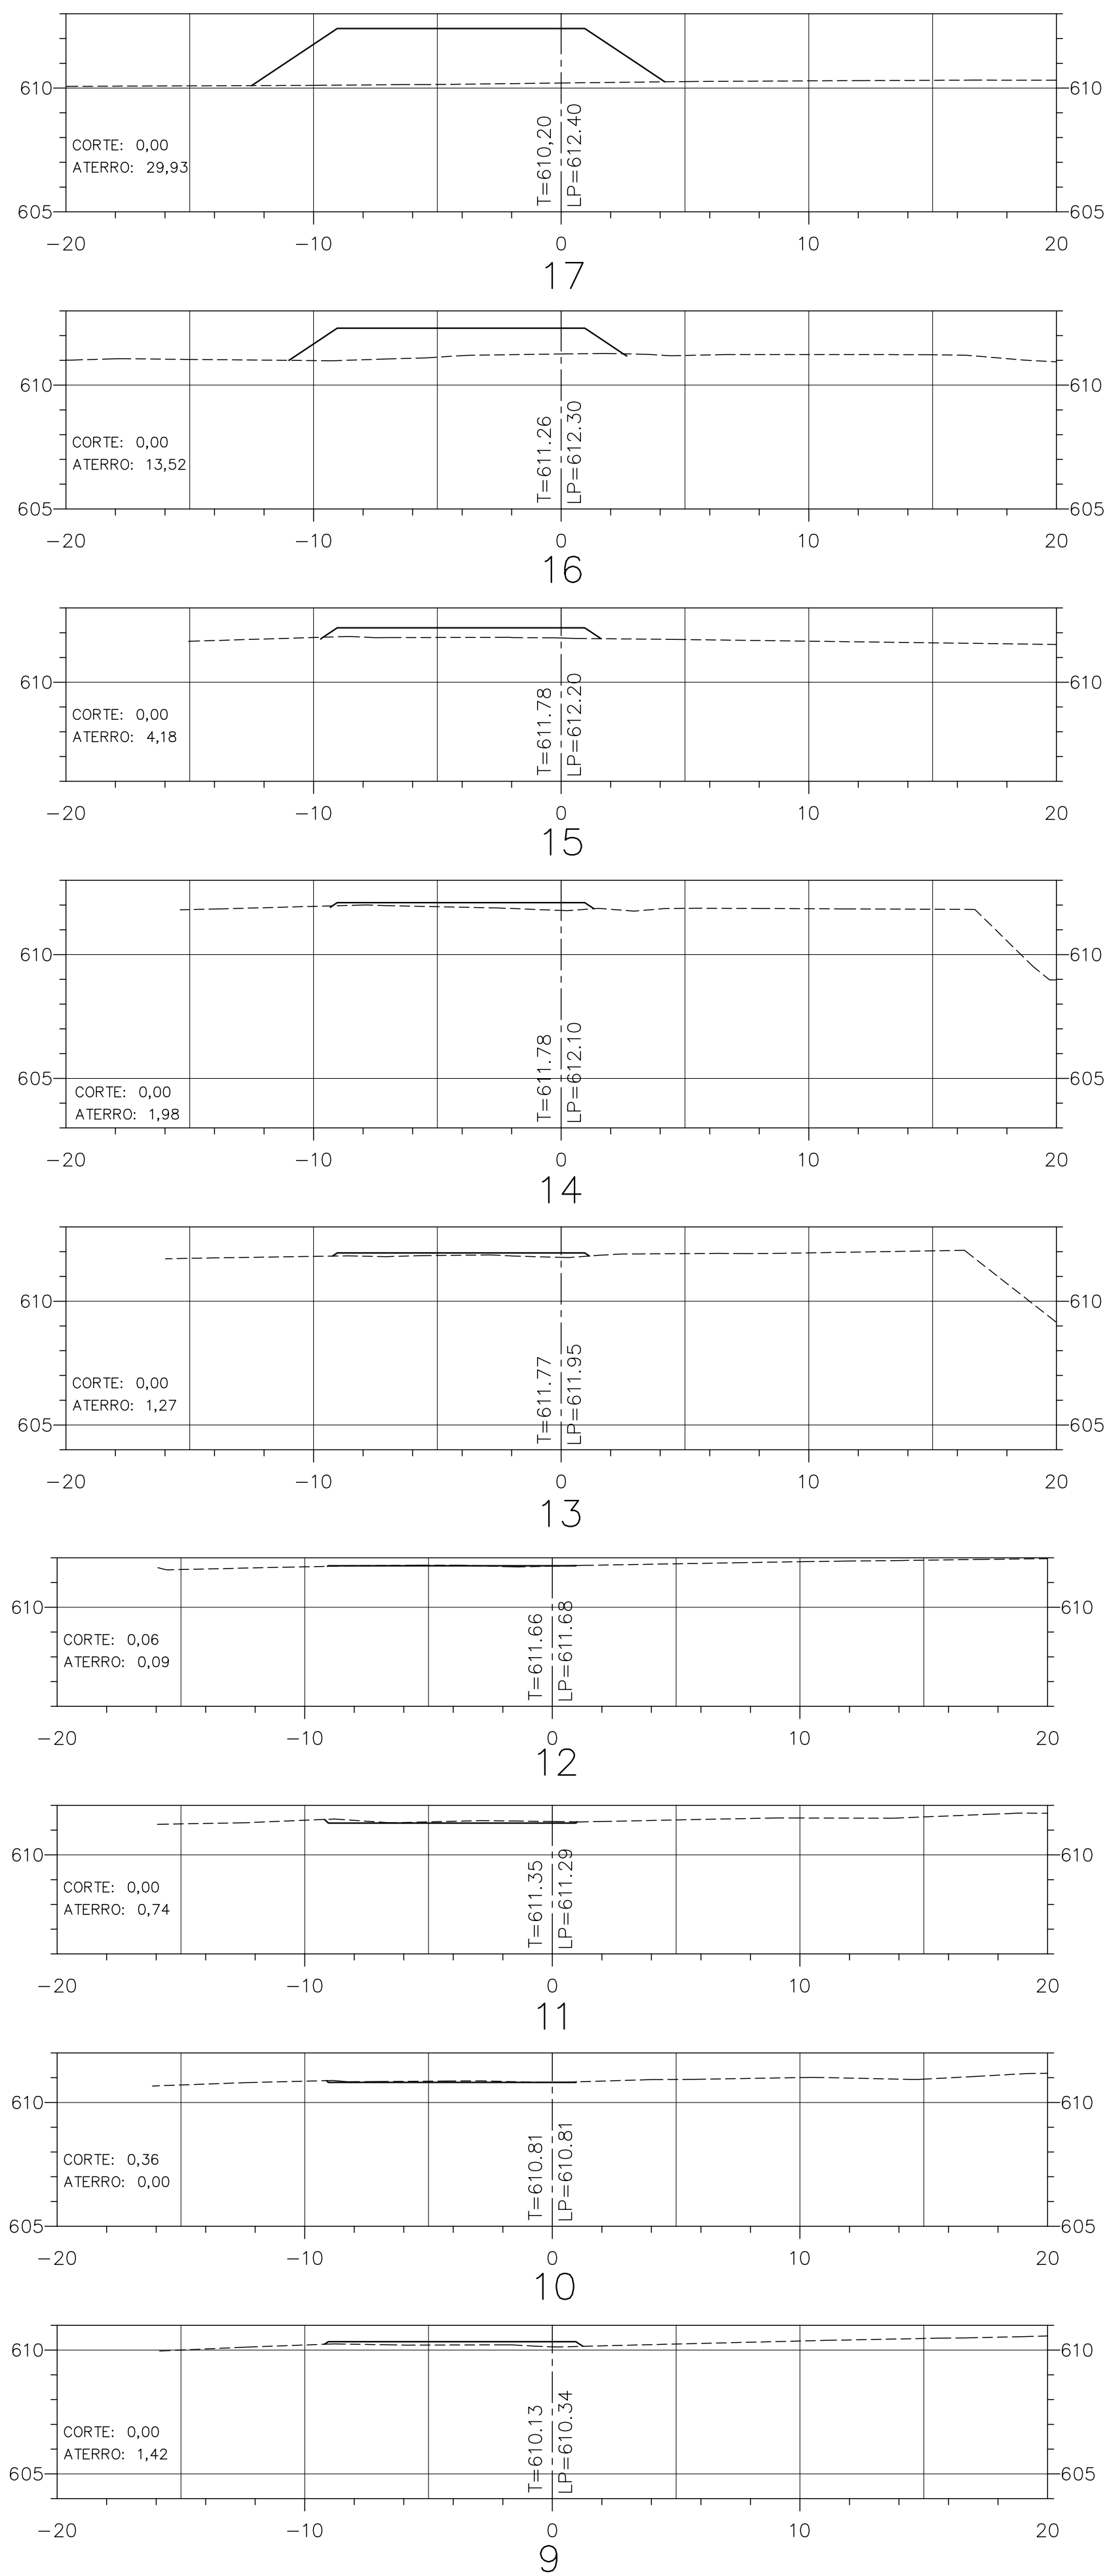 610 610
CORTE: 0,00
ATERRO: 29,93
T=610,20
LP=612.40
605 605
−20 −10 0 10 20
17
610 610
CORTE: 0,00
ATERRO: 13,52
T=611.26
LP=612.30
605 605
−20 −10 0 10 20
16
610 610
CORTE: 0,00
ATERRO: 4,18
T=611.78
LP=612.20
−20 −10 0 10 20
15
610 610
T=611.78
LP=612.10
605 605
CORTE: 0,00
ATERRO: 1,98
−20 −10 0 10 20
14
610 610
CORTE: 0,00
ATERRO: 1,27
T=611.77
LP=611.95
605 605
−20 −10 0 10 20
13
610 610
CORTE: 0,06
ATERRO: 0,09
T=611.66
LP=611.68
−20 −10 0 10 20
12
610 610
CORTE: 0,00
ATERRO: 0,74
T=611.35
LP=611.29
−20 −10 0 10 20
11
610 610
CORTE: 0,36
ATERRO: 0,00
T=610.81
LP=610.81
605 605
−20 −10 0 10 20
10
610 610
CORTE: 0,00
ATERRO: 1,42
T=610.13
LP=610.34
605 605
−20 −10 0 10 20
9